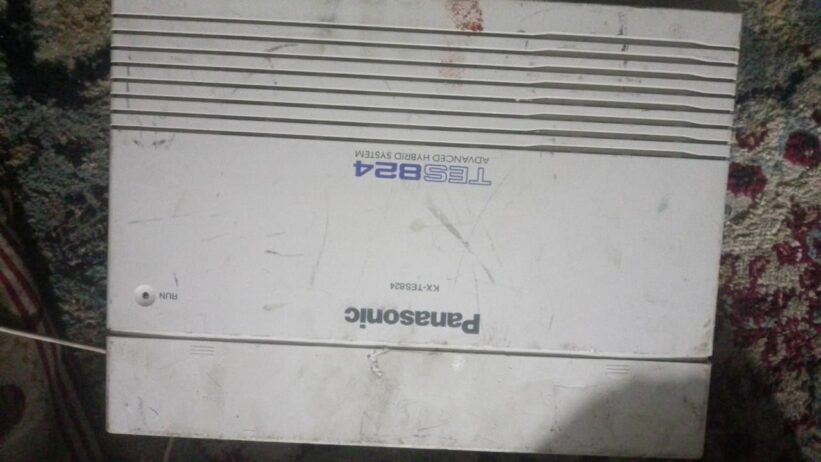 Panasonic
KX-TES824
RUN
TES824
ADVANCED HYBRID SYSTEM